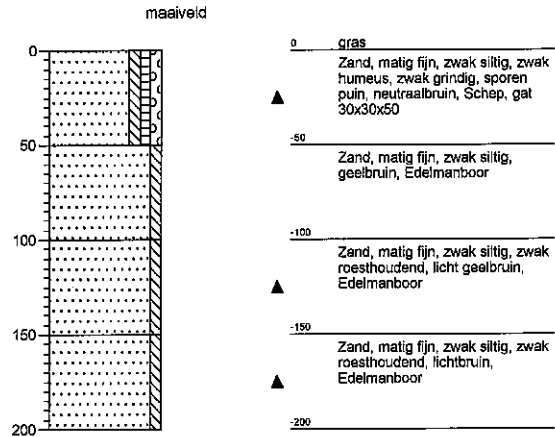 maaiveld
0
50
100
150
200
0 gras
Zand, matig fijn, zwak siltig, zwak
humeus, zwak grindig, sporen
puin, neutraalbruin, Schep, gat
30x30x50
-50
Zand, matig fijn, zwak siltig,
geelbruin, Edelmanboor
-100
Zand, matig fijn, zwak siltig, zwak
roesthoudend, licht geelbruin,
Edelmanboor
-150
Zand, matig fijn, zwak siltig, zwak
roesthoudend, lichtbruin,
Edelmanboor
-200